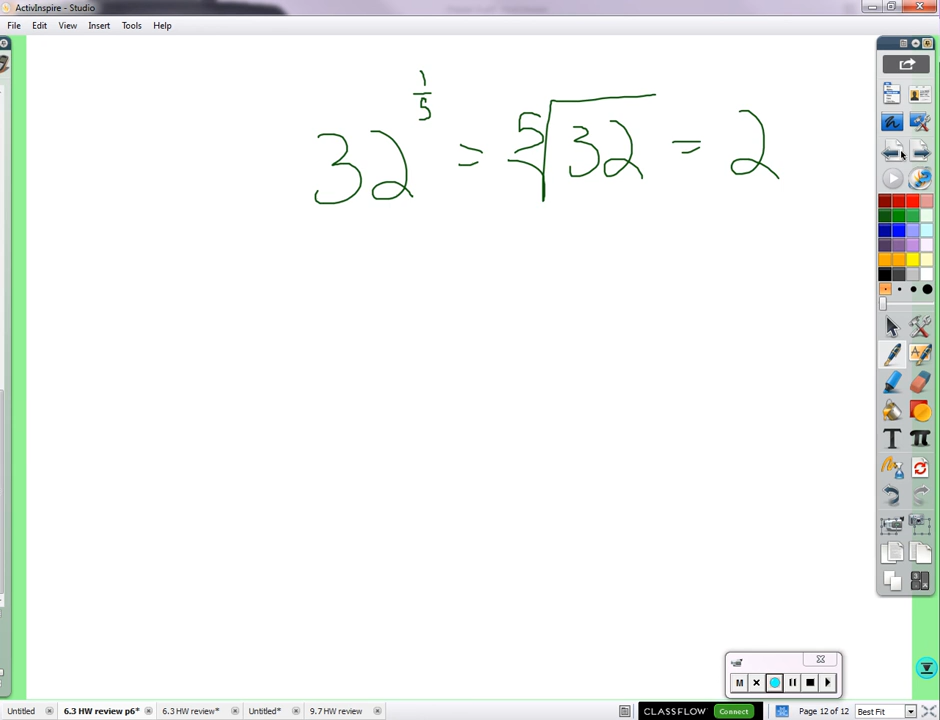 ActivInspire - Studio
File Edit View Insert Tools Help
32^{1/5} = ⁵√32 = 2
M
Untitled 6.3 HW review p6* 6.3 HW review* Untitled* 9.7 HW review CLASSFLOW Connect Page 12 of 12 Best Fit